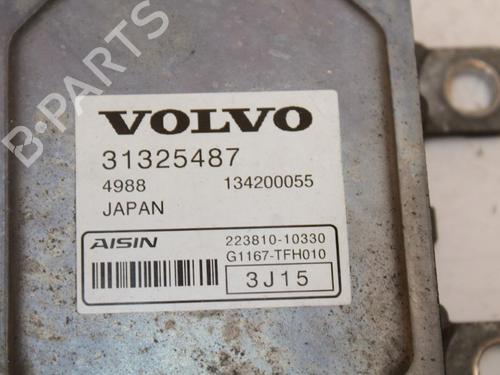 VOLVO
31325487
4988 134200055
JAPAN
AISIN 223810-10330
G1167-TFH010
3J15
B-PARTS